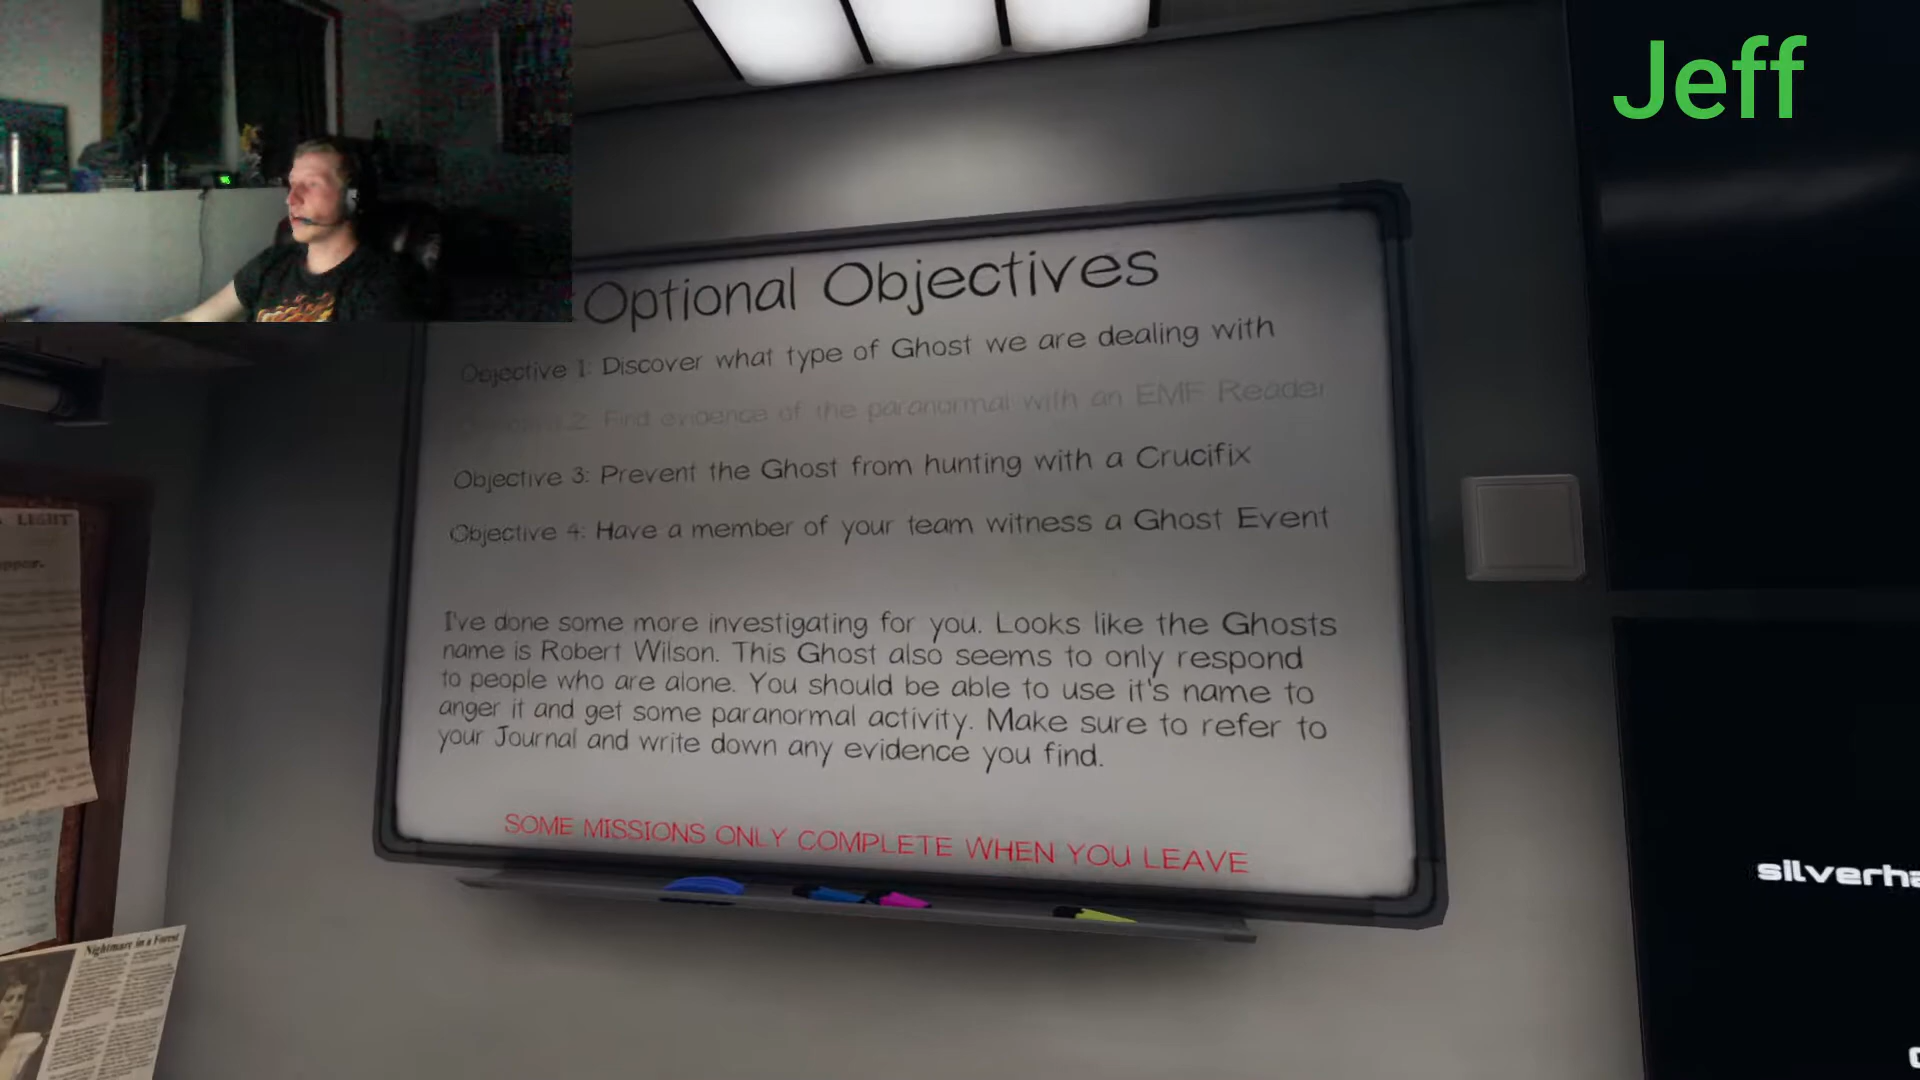 Jeff
Optional Objectives
Objective 1: Discover what type of Ghost we are dealing with
2: Find evidence of the paranormal with an EMF Reader
Objective 3: Prevent the Ghost from hunting with a Crucifix
Objective 4: Have a member of your team witness a Ghost Event
I've done some more investigating for you. Looks like the Ghosts
name is Robert Wilson. This Ghost also seems to only respond
to people who are alone. You should be able to use it's name to
anger it and get some paranormal activity. Make sure to refer to
your Journal and write down any evidence you find.
SOME MISSIONS ONLY COMPLETE WHEN YOU LEAVE
LIGHT
silverha
Nightmare in a Forest